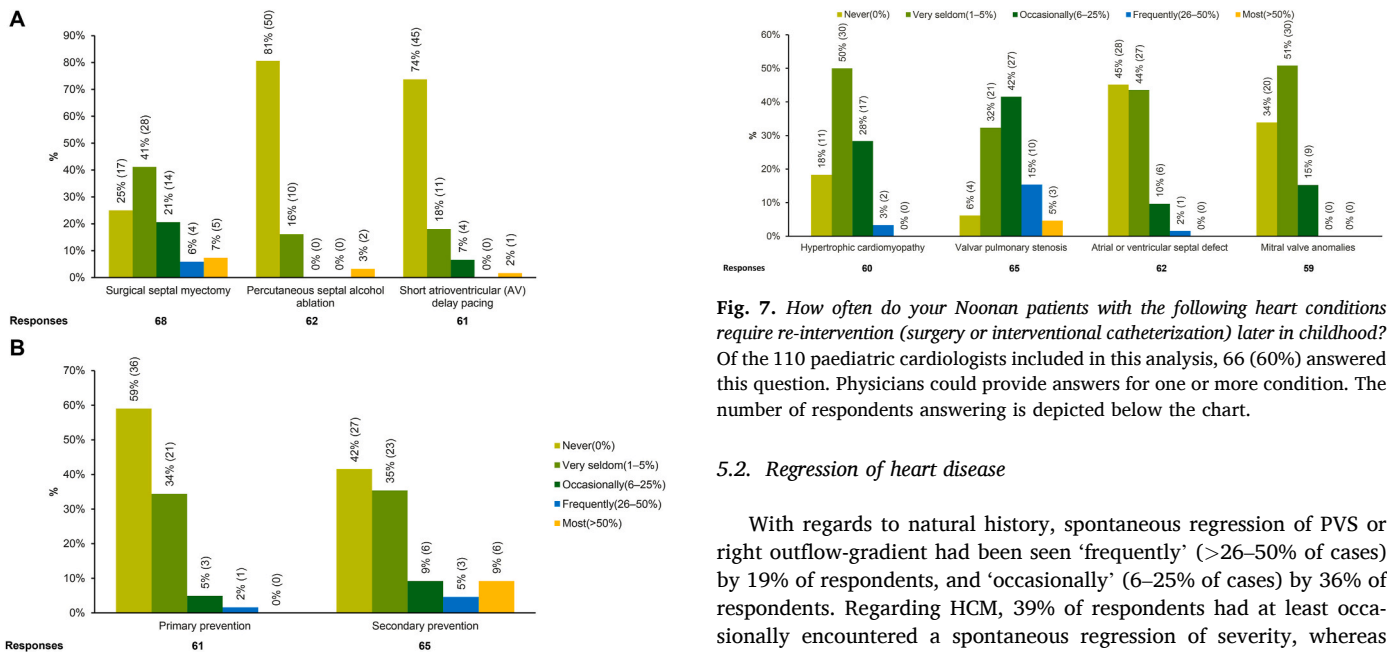 A
90%
80%
70%
60%
50%
40%
30%
20%
10%
0%
%
25% (17)
41% (28)
21% (14)
6% (4)
7% (5)
81% (50)
16% (10)
0% (0)
0% (0)
3% (2)
74% (45)
18% (11)
7% (4)
0% (0)
2% (1)
Surgical septal myectomy
Percutaneous septal alcohol
ablation
Short atrioventricular (AV)
delay pacing
Responses 68 62 61
B
70%
60%
50%
40%
30%
20%
10%
0%
%
59% (36)
34% (21)
5% (3)
2% (1)
0% (0)
42% (27)
35% (23)
9% (6)
5% (3)
9% (6)
Never(0%)
Very seldom(1–5%)
Occasionally(6–25%)
Frequently(26–50%)
Most(>50%)
Primary prevention
Secondary prevention
Responses 61 65
Never(0%) Very seldom(1–5%) Occasionally(6–25%) Frequently(26–50%) Most(>50%)
60%
50%
40%
30%
20%
10%
0%
%
18% (11)
50% (30)
28% (17)
3% (2)
0% (0)
6% (4)
32% (21)
42% (27)
15% (10)
5% (3)
45% (28)
44% (27)
10% (6)
2% (1)
0% (0)
34% (20)
51% (30)
15% (9)
0% (0)
0% (0)
Hypertrophic cardiomyopathy
Valvar pulmonary stenosis
Atrial or ventricular septal defect
Mitral valve anomalies
Responses 60 65 62 59
Fig. 7. How often do your Noonan patients with the following heart conditions
require re-intervention (surgery or interventional catheterization) later in childhood?
Of the 110 paediatric cardiologists included in this analysis, 66 (60%) answered
this question. Physicians could provide answers for one or more condition. The
number of respondents answering is depicted below the chart.
5.2. Regression of heart disease
With regards to natural history, spontaneous regression of PVS or
right outflow-gradient had been seen ‘frequently’ (>26–50% of cases)
by 19% of respondents, and ‘occasionally’ (6–25% of cases) by 36% of
respondents. Regarding HCM, 39% of respondents had at least occa-
sionally encountered a spontaneous regression of severity, whereas